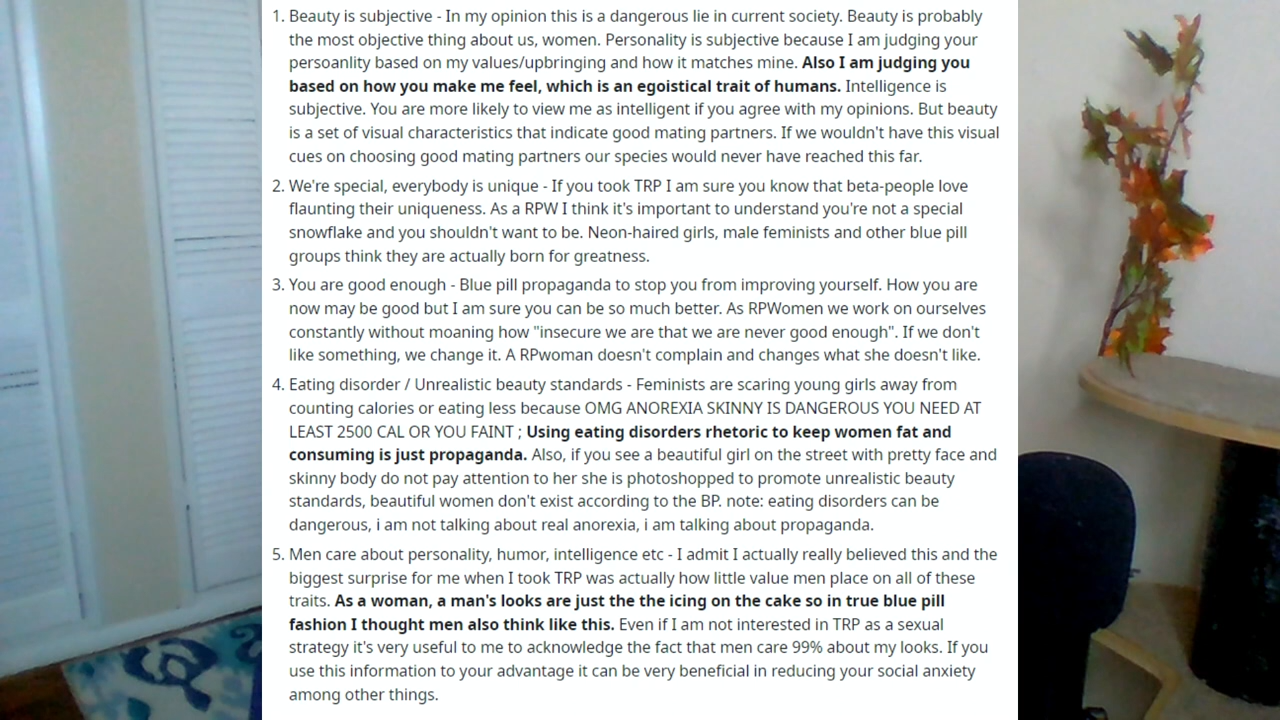 1. Beauty is subjective - In my opinion this is a dangerous lie in current society. Beauty is probably
the most objective thing about us, women. Personality is subjective because I am judging your
persoanlity based on my values/upbringing and how it matches mine. Also I am judging you
based on how you make me feel, which is an egoistical trait of humans. Intelligence is
subjective. You are more likely to view me as intelligent if you agree with my opinions. But beauty
is a set of visual characteristics that indicate good mating partners. If we wouldn't have this visual
cues on choosing good mating partners our species would never have reached this far.
2. We're special, everybody is unique - If you took TRP I am sure you know that beta-people love
flaunting their uniqueness. As a RPW I think it's important to understand you're not a special
snowflake and you shouldn't want to be. Neon-haired girls, male feminists and other blue pill
groups think they are actually born for greatness.
3. You are good enough - Blue pill propaganda to stop you from improving yourself. How you are
now may be good but I am sure you can be so much better. As RPWomen we work on ourselves
constantly without moaning how "insecure we are that we are never good enough". If we don't
like something, we change it. A RPwoman doesn't complain and changes what she doesn't like.
4. Eating disorder / Unrealistic beauty standards - Feminists are scaring young girls away from
counting calories or eating less because OMG ANOREXIA SKINNY IS DANGEROUS YOU NEED AT
LEAST 2500 CAL OR YOU FAINT ; Using eating disorders rhetoric to keep women fat and
consuming is just propaganda. Also, if you see a beautiful girl on the street with pretty face and
skinny body do not pay attention to her she is photoshopped to promote unrealistic beauty
standards, beautiful women don't exist according to the BP. note: eating disorders can be
dangerous, i am not talking about real anorexia, i am talking about propaganda.
5. Men care about personality, humor, intelligence etc - I admit I actually really believed this and the
biggest surprise for me when I took TRP was actually how little value men place on all of these
traits. As a woman, a man's looks are just the the icing on the cake so in true blue pill
fashion I thought men also think like this. Even if I am not interested in TRP as a sexual
strategy it's very useful to me to acknowledge the fact that men care 99% about my looks. If you
use this information to your advantage it can be very beneficial in reducing your social anxiety
among other things.